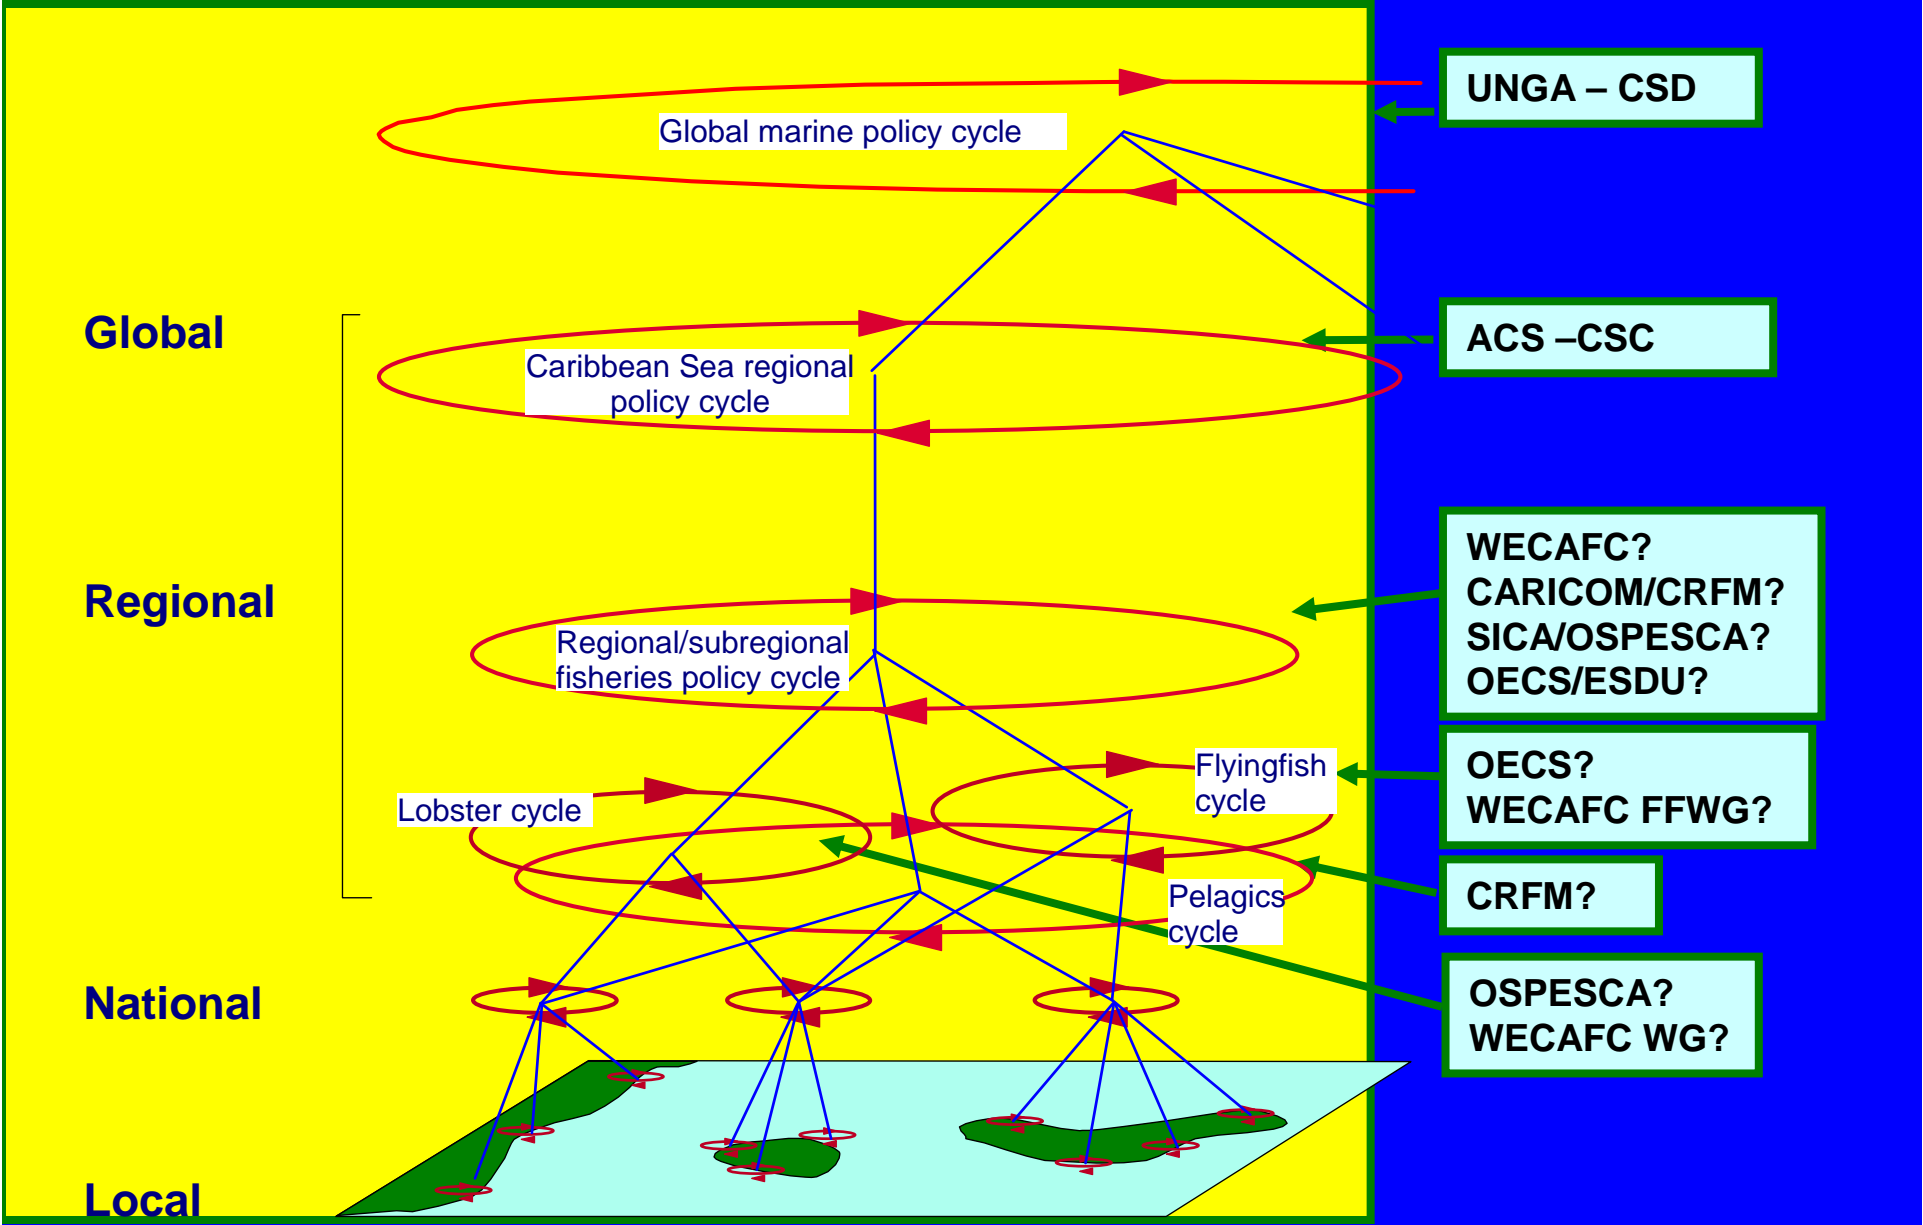 UNGA – CSD
Global marine policy cycle
Global
ACS –CSC
Caribbean Sea regional
policy cycle
WECAFC?
CARICOM/CRFM?
SICA/OSPESCA?
OECS/ESDU?
Regional
Regional/subregional
fisheries policy cycle
Flyingfish
cycle
OECS?
WECAFC FFWG?
Lobster cycle
Pelagics
cycle
CRFM?
National
OSPESCA?
WECAFC WG?
Local